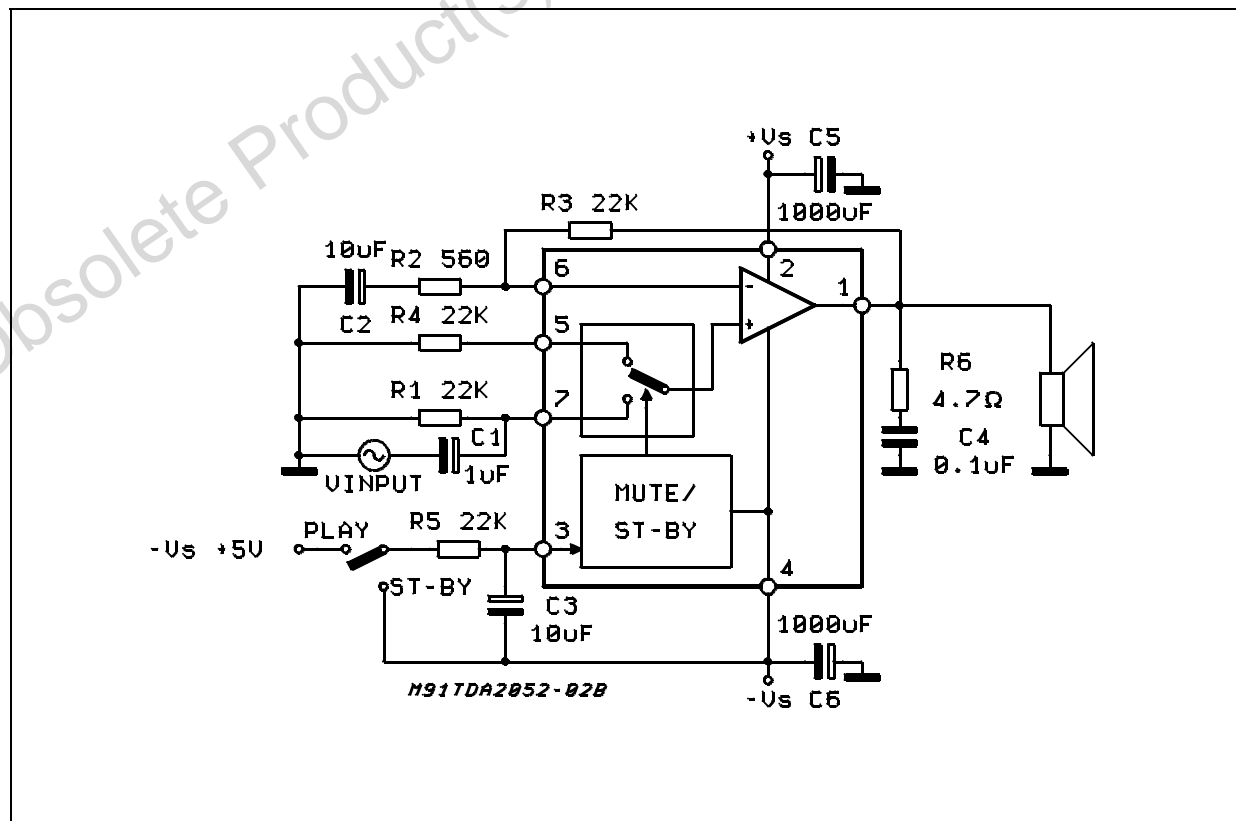 Obsolete Product(s)
+Vs C5
1000uF
R3 22K
10uF
R2 560
C2
6
2
1
R4 22K
5
R6
4.7Ω
R1 22K
7
C4
0.1uF
C1
1uF
VINPUT
MUTE/
ST-BY
PLAY
R5 22K
3
-Vs +5V
ST-BY
4
C3
10uF
1000uF
-Vs C6
M91TDA2052-02B
-
+